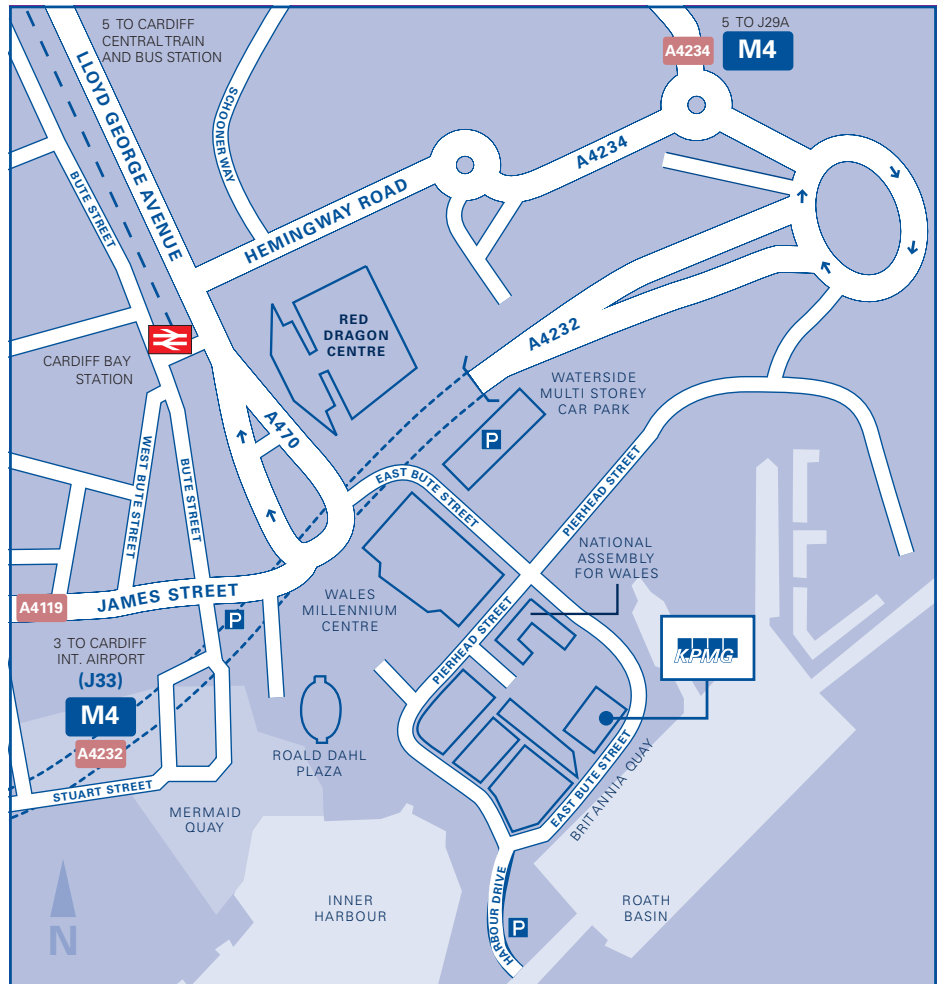 5 TO CARDIFF
CENTRAL TRAIN
AND BUS STATION
5 TO J29A
A4234
M4
LLOYD GEORGE AVENUE
SCHOONER WAY
A4234
BUTE STREET
HEMINGWAY ROAD
RED
DRAGON
CENTRE
A4232
CARDIFF BAY
STATION
WATERSIDE
MULTI STOREY
CAR PARK
A470
P
WEST BUTE STREET
BUTE STREET
EAST BUTE STREET
PIERHEAD STREET
NATIONAL
ASSEMBLY
FOR WALES
JAMES STREET
A4119
P
WALES
MILLENNIUM
CENTRE
PIERHEAD STREET
KPMG
3 TO CARDIFF
INT. AIRPORT
(J33)
M4
A4232
ROALD DAHL
PLAZA
STUART STREET
EAST BUTE STREET
BRITANNIA QUAY
MERMAID
QUAY
HARBOUR DRIVE
P
INNER
HARBOUR
ROATH
BASIN
N